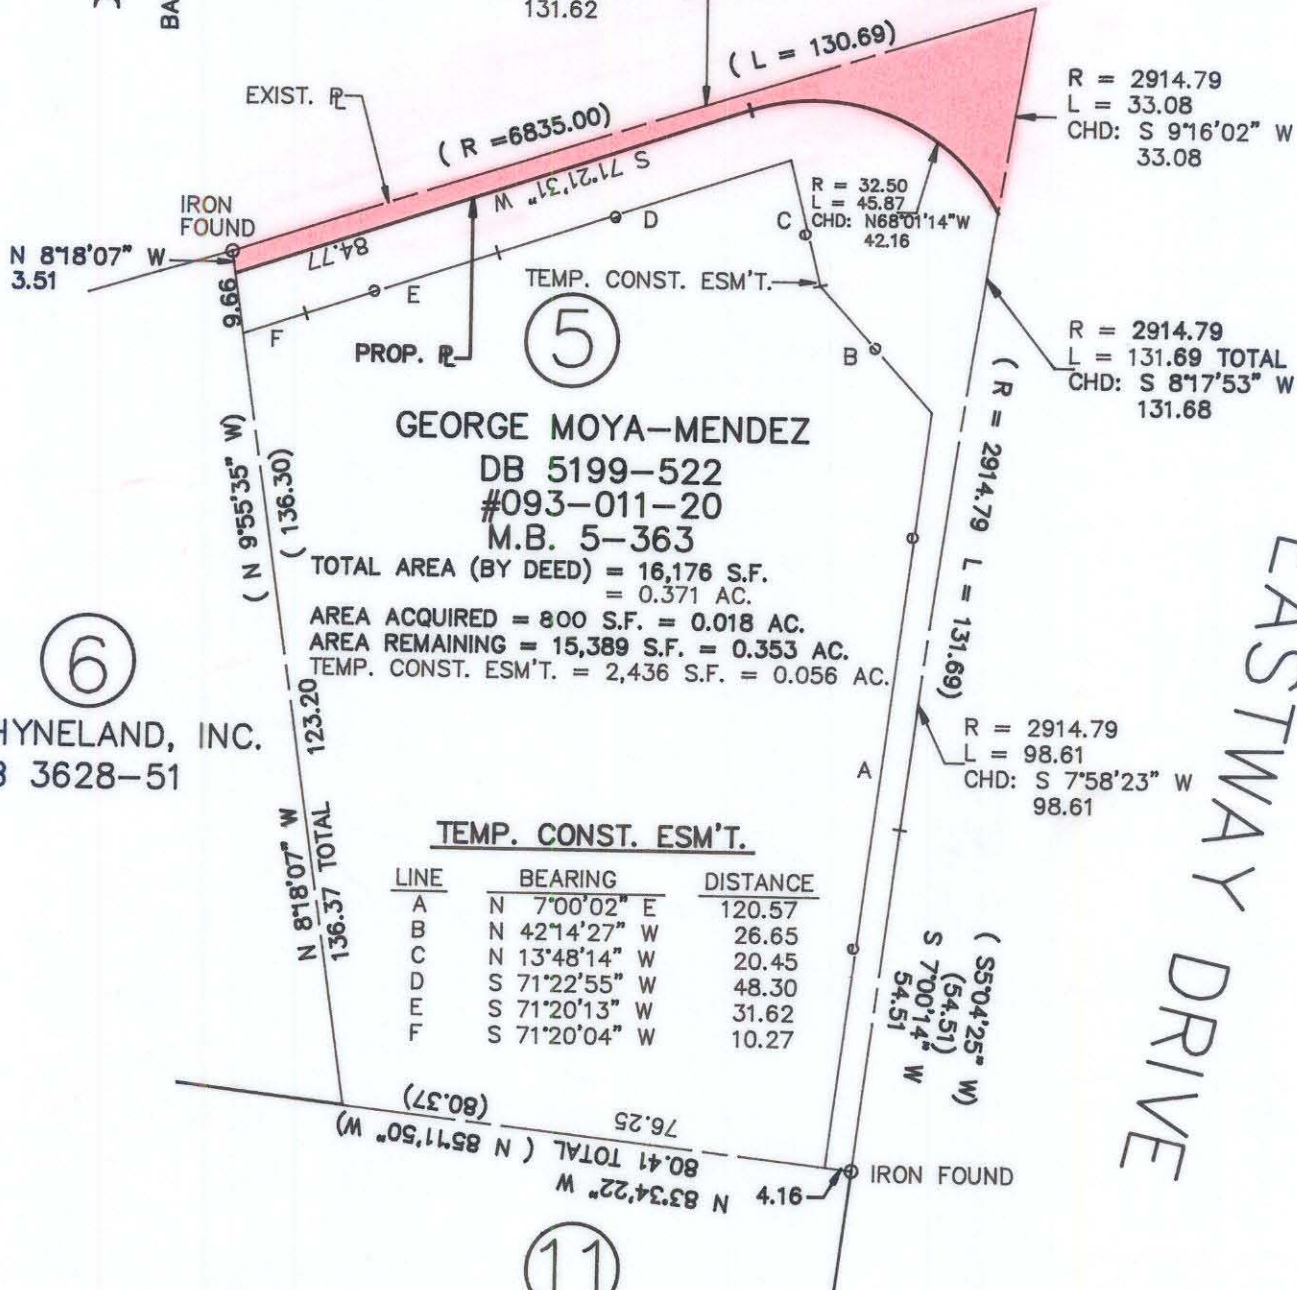 BA
131.62
( L = 130.69)
R = 2914.79
L = 33.08
CHD: S 9°16'02" W
33.08
EXIST. PL
( R =6835.00)
S 71°21'31" W
84.77
IRON
FOUND
N 8°18'07" W
3.51
R = 32.50
L = 45.87
CHD: N68°01'14"W
42.16
D
C
E
F
B
A
TEMP. CONST. ESM'T.
9.66
PROP. PL
5
R = 2914.79
L = 131.69 TOTAL
CHD: S 8°17'53" W
131.68
GEORGE MOYA-MENDEZ
DB 5199-522
#093-011-20
M.B. 5-363
TOTAL AREA (BY DEED) = 16,176 S.F.
= 0.371 AC.
AREA ACQUIRED = 800 S.F. = 0.018 AC.
AREA REMAINING = 15,389 S.F. = 0.353 AC.
TEMP. CONST. ESM'T. = 2,436 S.F. = 0.056 AC.
( N 9°55'35" W)
( 136.30)
( R = 2914.79 L = 131.69)
6
HYNELAND, INC.
3628-51
123.20
N 8°18'07" W
136.37 TOTAL
R = 2914.79
L = 98.61
CHD: S 7°58'23" W
98.61
EASTWAY DRIVE
TEMP. CONST. ESM'T.
LINE BEARING DISTANCE
A N 7°00'02" E 120.57
B N 42°14'27" W 26.65
C N 13°48'14" W 20.45
D S 71°22'55" W 48.30
E S 71°20'13" W 31.62
F S 71°20'04" W 10.27
( S5°04'25" W)
(54.51)
S 7°00'14" W
54.51
(80.37)
76.25
80.41 TOTAL ( N 85°11'50" W)
N 83°34'22" W
4.16
IRON FOUND
11